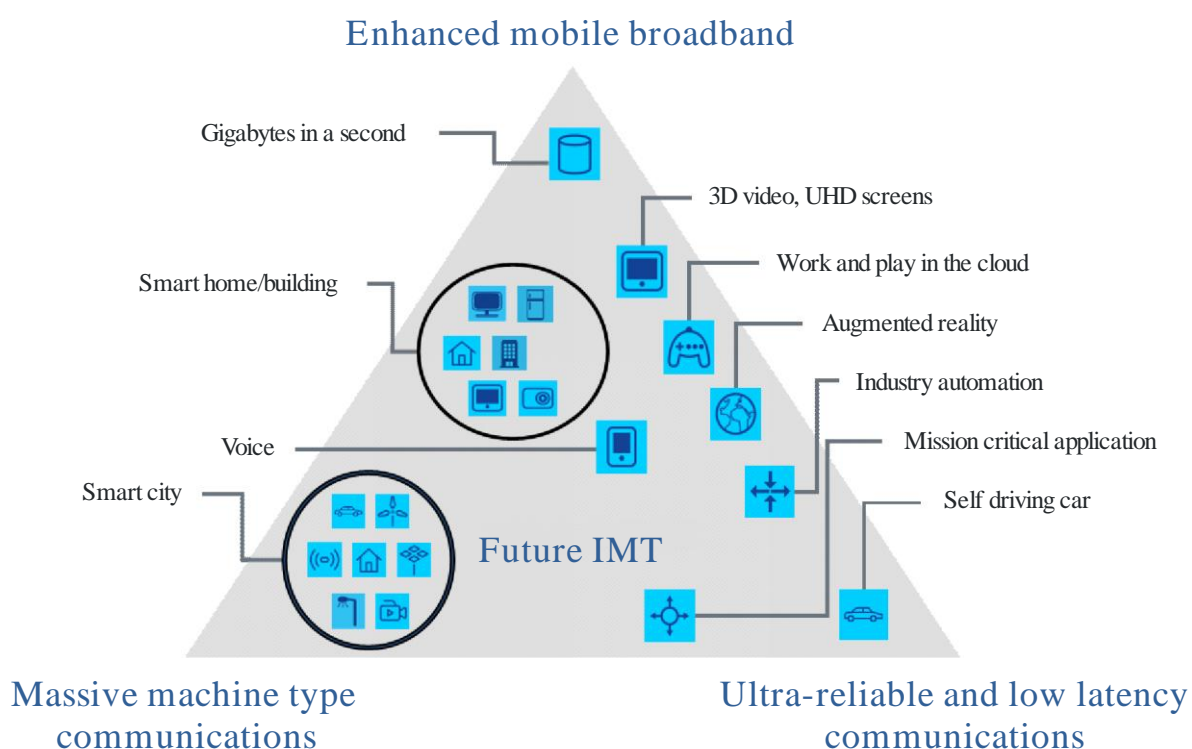 Enhanced mobile broadband
Gigabytes in a second
3D video, UHD screens
Work and play in the cloud
Smart home/building
Augmented reality
Industry automation
Mission critical application
Voice
Smart city
Self driving car
Future IMT
Massive machine type
communications
Ultra-reliable and low latency
communications